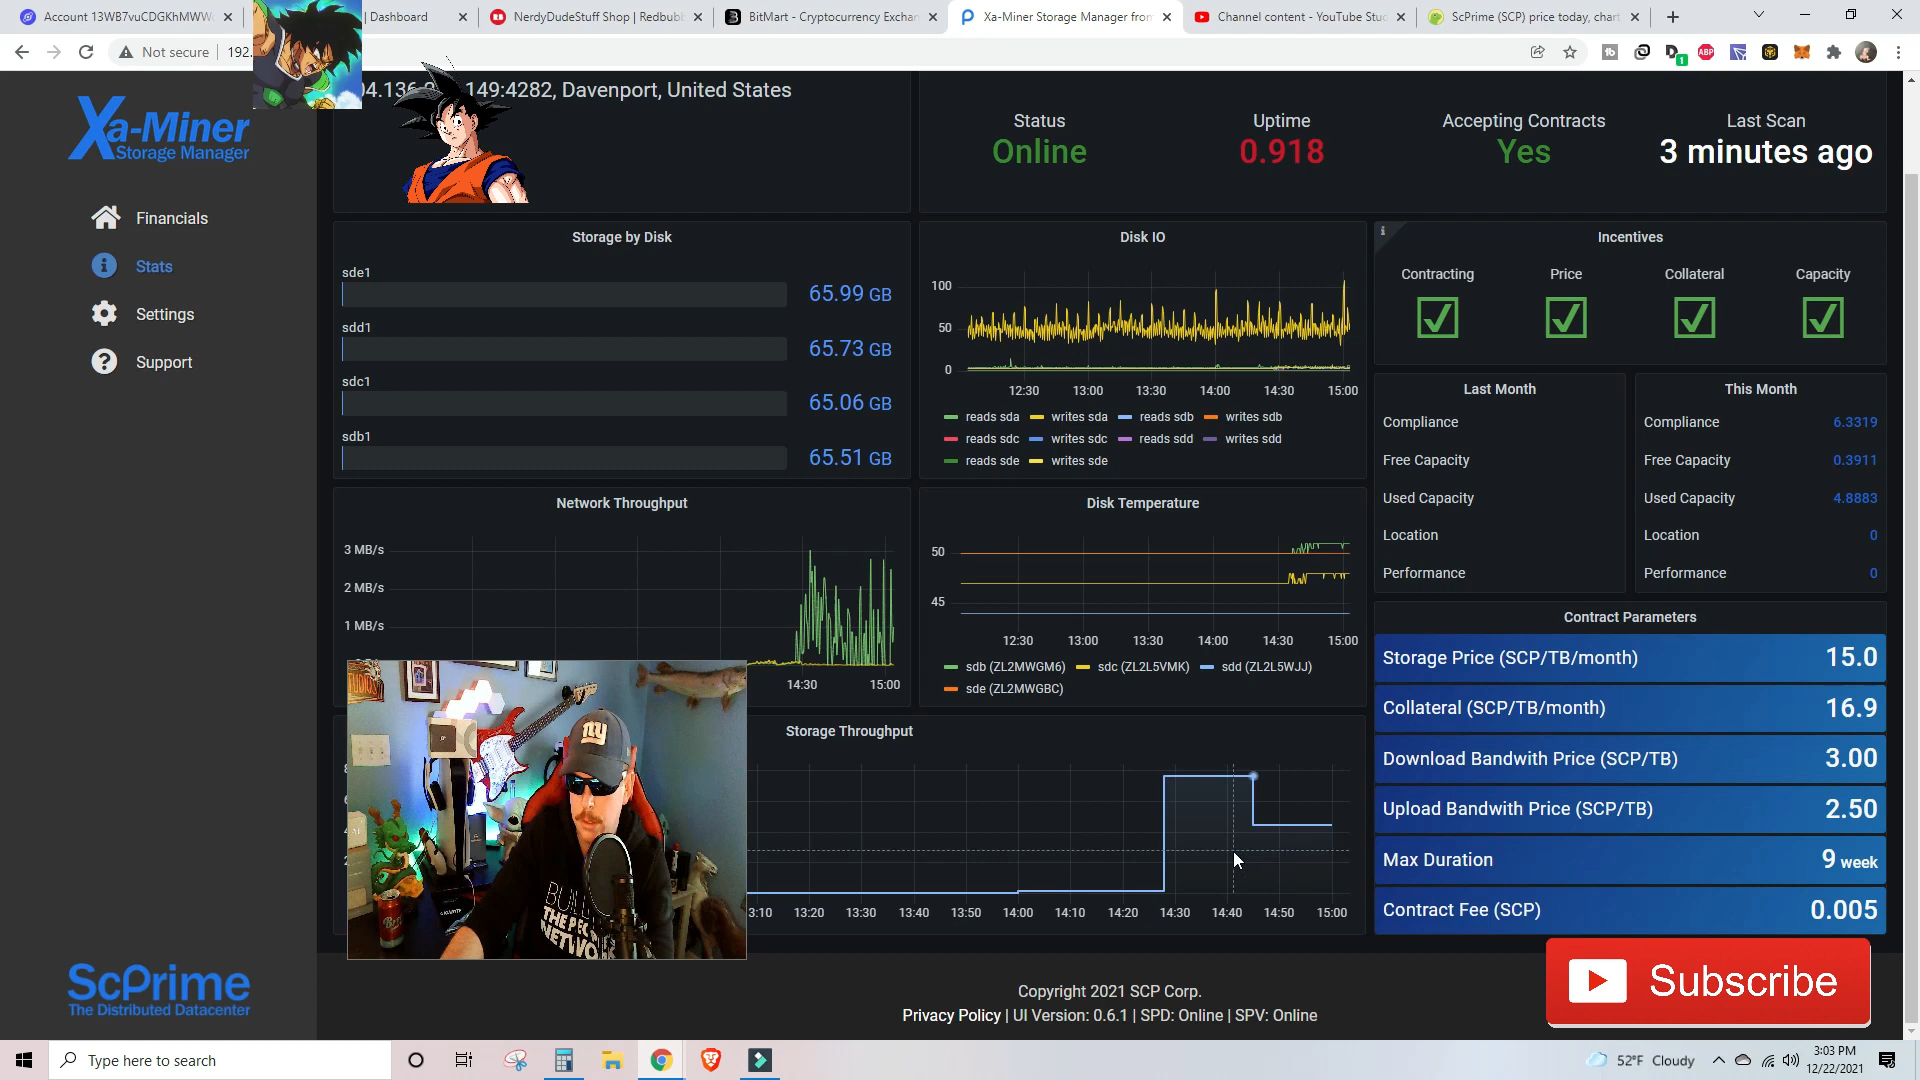 Account 13WB7vuCDGKhMWW
| Dashboard
NerdyDudeStuff Shop | Redbubb
BitMart - Cryptocurrency Exchan
Xa-Miner Storage Manager from
Channel content - YouTube Stud
ScPrime (SCP) price today, chart
Not secure
192.
Xa-Miner
Storage Manager
Financials
Stats
Settings
Support
ScPrime
The Distributed Datacenter
149:4282, Davenport, United States
Status
Online
Uptime
0.918
Accepting Contracts
Yes
Last Scan
3 minutes ago
Storage by Disk
sde1
65.99 GB
sdd1
65.73 GB
sdc1
65.06 GB
sdb1
65.51 GB
Disk IO
100
50
0
12:30 13:00 13:30 14:00 14:30 15:00
reads sda writes sda reads sdb writes sdb
reads sdc writes sdc reads sdd writes sdd
reads sde writes sde
Incentives
Contracting Price Collateral Capacity
Last Month
Compliance
Free Capacity
Used Capacity
Location
Performance
This Month
Compliance 6.3319
Free Capacity 0.3911
Used Capacity 4.8883
Location 0
Performance 0
Network Throughput
3 MB/s
2 MB/s
1 MB/s
14:30 15:00
Disk Temperature
50
45
12:30 13:00 13:30 14:00 14:30 15:00
sdb (ZL2MWGM6) sdc (ZL2L5VMK) sdd (ZL2L5WJJ)
sde (ZL2MWGBC)
Storage Throughput
3:10 13:20 13:30 13:40 13:50 14:00 14:10 14:20 14:30 14:40 14:50 15:00
Contract Parameters
Storage Price (SCP/TB/month) 15.0
Collateral (SCP/TB/month) 16.9
Download Bandwith Price (SCP/TB) 3.00
Upload Bandwith Price (SCP/TB) 2.50
Max Duration 9 week
Contract Fee (SCP) 0.005
ny
THE PE
NETWO
Copyright 2021 SCP Corp.
Privacy Policy | UI Version: 0.6.1 | SPD: Online | SPV: Online
Subscribe
Type here to search
52°F Cloudy
3:03 PM
12/22/2021